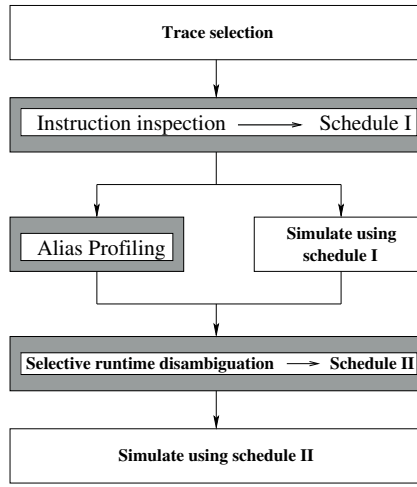 Trace selection
Instruction inspection Schedule I
Alias Profiling
Simulate using
schedule I
Selective runtime disambiguation Schedule II
Simulate using schedule II